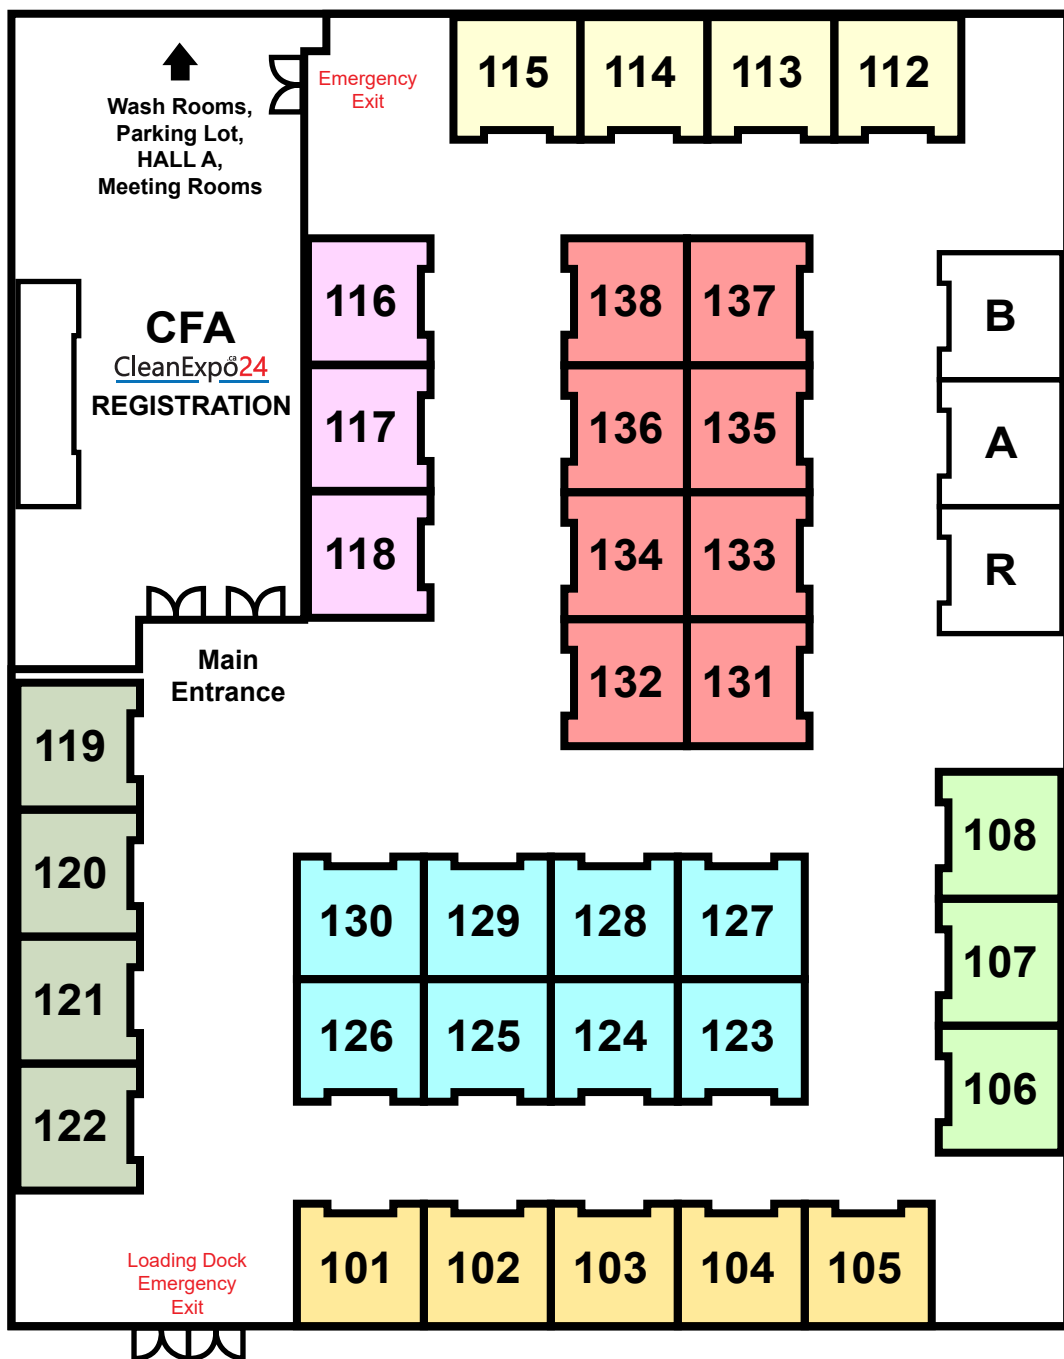 115 114 113 112
Emergency
Exit
Wash Rooms,
Parking Lot,
HALL A,
Meeting Rooms
116
117
118
138 137
136 135
134 133
132 131
B
A
R
CFA
CleanExpo.ca24
REGISTRATION
Main
Entrance
119
120
121
122
130 129 128 127
126 125 124 123
108
107
106
101 102 103 104 105
Loading Dock
Emergency
Exit